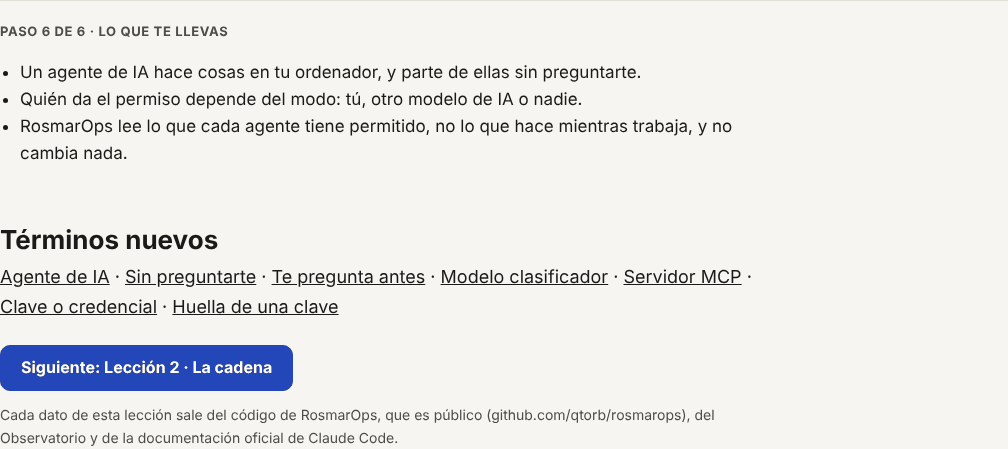 PASO 6 DE 6 · LO QUE TE LLEVAS
• Un agente de IA hace cosas en tu ordenador, y parte de ellas sin preguntarte.
• Quién da el permiso depende del modo: tú, otro modelo de IA o nadie.
• RosmarOps lee lo que cada agente tiene permitido, no lo que hace mientras trabaja, y no
cambia nada.
Términos nuevos
Agente de IA · Sin preguntarte · Te pregunta antes · Modelo clasificador · Servidor MCP ·
Clave o credencial · Huella de una clave
Siguiente: Lección 2 · La cadena
Cada dato de esta lección sale del código de RosmarOps, que es público (github.com/qtorb/rosmarops), del
Observatorio y de la documentación oficial de Claude Code.